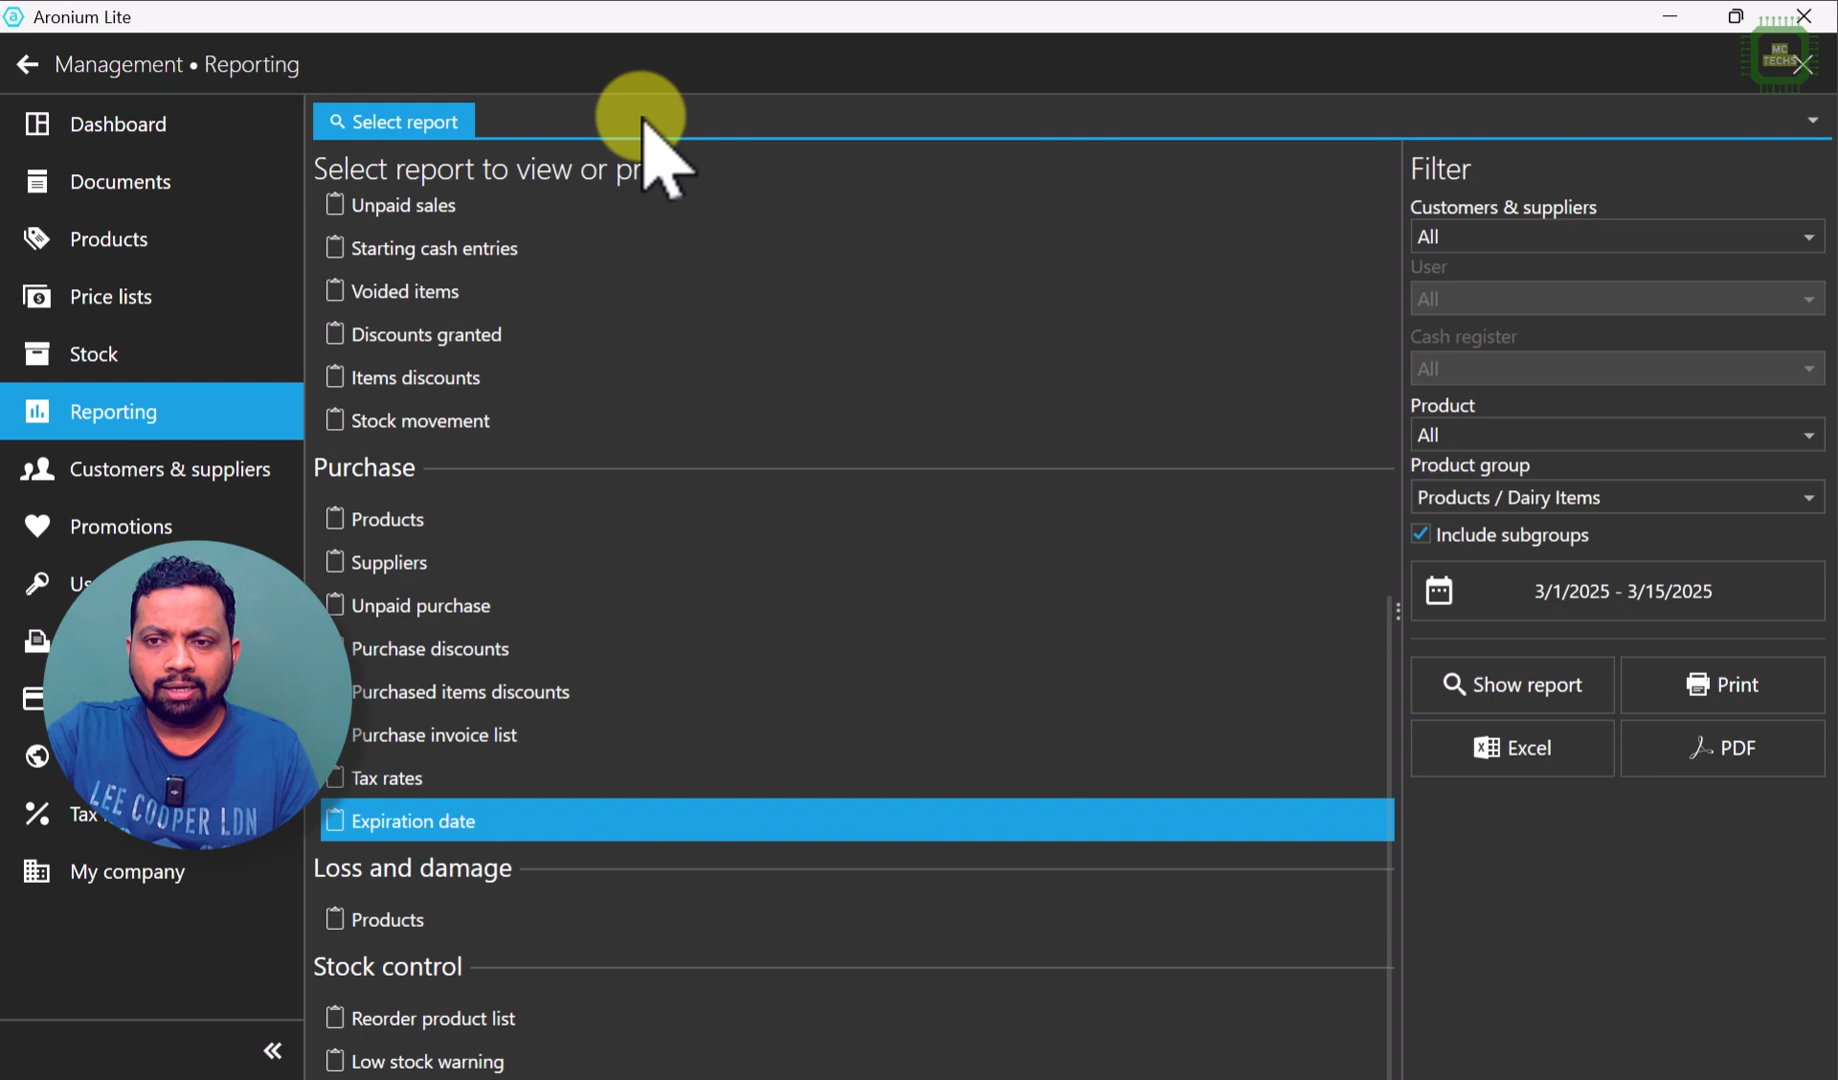 Aronium Lite
MC
TECHS
Management • Reporting
Dashboard
Documents
Products
Price lists
Stock
Reporting
Customers & suppliers
Promotions
Tax
My company
Select report
Select report to view or
Unpaid sales
Starting cash entries
Voided items
Discounts granted
Items discounts
Stock movement
Purchase
Products
Suppliers
Unpaid purchase
Purchase discounts
Purchased items discounts
Purchase invoice list
Tax rates
Expiration date
Loss and damage
Products
Stock control
Reorder product list
Low stock warning
Filter
Customers & suppliers
All
User
All
Cash register
All
Product
All
Product group
Products / Dairy Items
Include subgroups
3/1/2025 - 3/15/2025
Show report
Print
Excel
PDF
LEE COOPER LDN